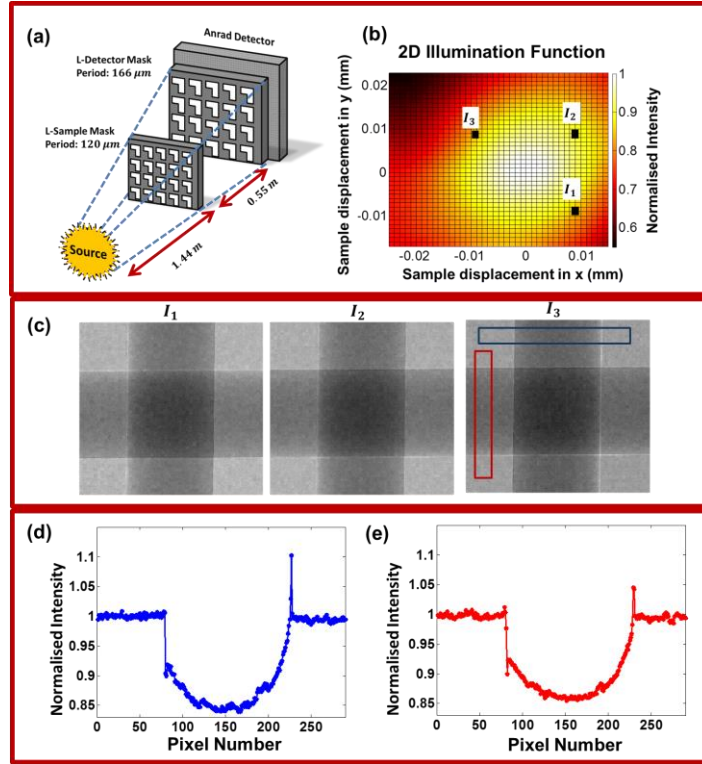 (a)
Anrad Detector
L-Detector Mask
Period: 166 μm
L-Sample Mask
Period: 120 μm
0.55 m
1.44 m
Source
(b)
2D Illumination Function
Sample displacement in y (mm)
0.02
0.01
0
-0.01
I₃
I₂
I₁
-0.02 -0.01 0 0.01
Sample displacement in x (mm)
1
0.9
0.8
0.7
0.6
Normalised Intensity
(c)
I₁ I₂ I₃
(d)
Normalised Intensity
1.1
1.05
1
0.95
0.9
0.85
0 50 100 150 200 250
Pixel Number
(e)
Normalised Intensity
1.1
1.05
1
0.95
0.9
0.85
0 50 100 150 200 250
Pixel Number